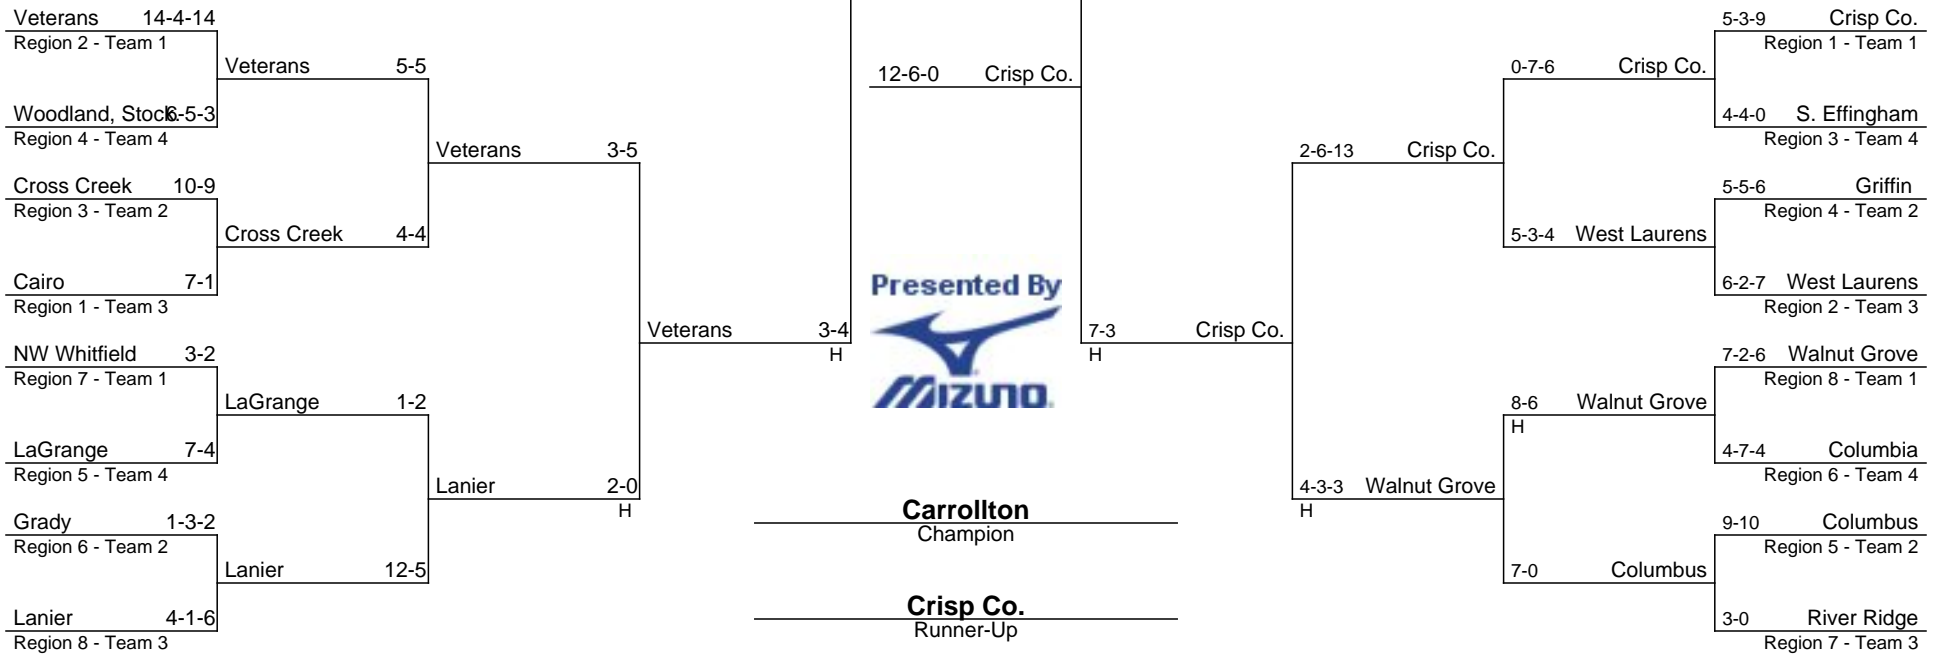 Veterans 14-4-14
Region 2 - Team 1
Veterans 5-5
Woodland, Stock. 6-5-3
Region 4 - Team 4
Veterans 3-5
Cross Creek 10-9
Region 3 - Team 2
Cross Creek 4-4
Cairo 7-1
Region 1 - Team 3
Veterans 3-4
H
NW Whitfield 3-2
Region 7 - Team 1
LaGrange 1-2
LaGrange 7-4
Region 5 - Team 4
Lanier 2-0
H
Grady 1-3-2
Region 6 - Team 2
Lanier 12-5
Lanier 4-1-6
Region 8 - Team 3
12-6-0 Crisp Co.
Presented By
MIZUNO
Carrollton
Champion
Crisp Co.
Runner-Up
7-3 Crisp Co.
H
2-6-13 Crisp Co.
4-3-3 Walnut Grove
H
0-7-6 Crisp Co.
5-3-4 West Laurens
8-6 Walnut Grove
H
7-0 Columbus
5-3-9 Crisp Co.
Region 1 - Team 1
4-4-0 S. Effingham
Region 3 - Team 4
5-5-6 Griffin
Region 4 - Team 2
6-2-7 West Laurens
Region 2 - Team 3
7-2-6 Walnut Grove
Region 8 - Team 1
4-7-4 Columbia
Region 6 - Team 4
9-10 Columbus
Region 5 - Team 2
3-0 River Ridge
Region 7 - Team 3